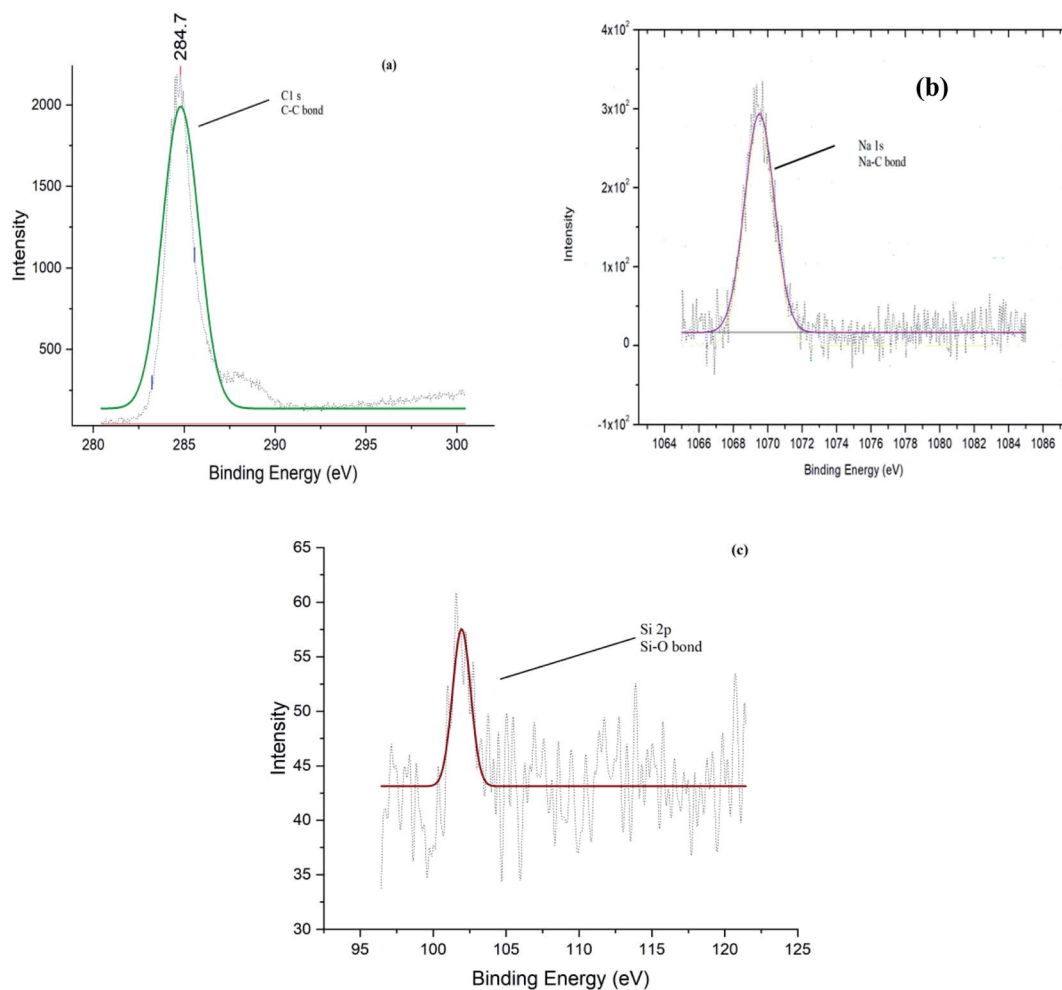 284.7
(a)
C1 s
C-C bond
2000
1500
1000
500
Intensity
280 285 290 295 300
Binding Energy (eV)
(b)
Na 1s
Na-C bond
4x10²
3x10²
2x10²
1x10²
0
-1x10²
Intensity
1064 1066 1068 1070 1072 1074 1076 1078 1080 1082 1084 1086
Binding Energy (eV)
(c)
Si 2p
Si-O bond
65
60
55
50
45
40
35
30
Intensity
95 100 105 110 115 120 125
Binding Energy (eV)